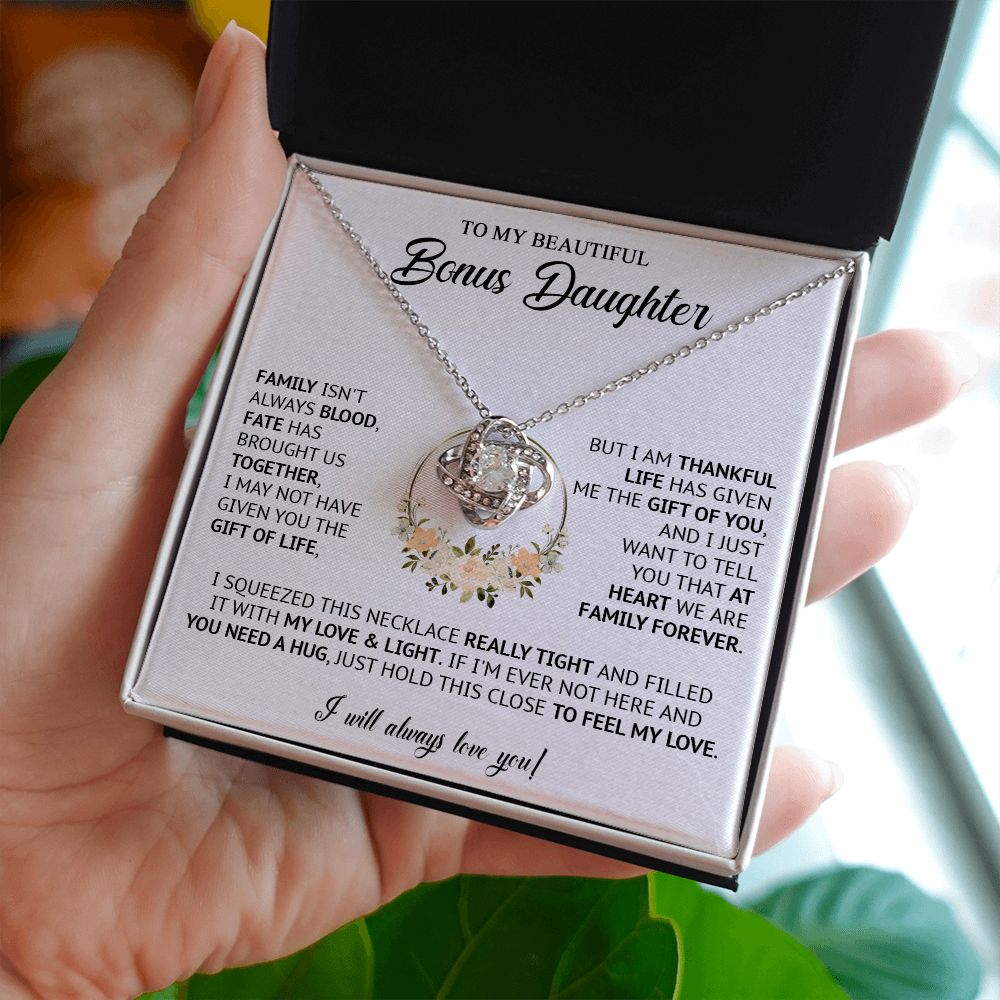 TO MY BEAUTIFUL
Bonus Daughter
FAMILY ISN'T
ALWAYS BLOOD,
FATE HAS
BROUGHT US
TOGETHER,
I MAY NOT HAVE
GIVEN YOU THE
GIFT OF LIFE,
BUT I AM THANKFUL
LIFE HAS GIVEN
ME THE GIFT OF YOU,
AND I JUST
WANT TO TELL
YOU THAT AT
HEART WE ARE
FAMILY FOREVER.
I SQUEEZED THIS NECKLACE REALLY TIGHT AND FILLED
IT WITH MY LOVE & LIGHT. IF I'M EVER NOT HERE AND
YOU NEED A HUG, JUST HOLD THIS CLOSE TO FEEL MY LOVE.
I will always love you!